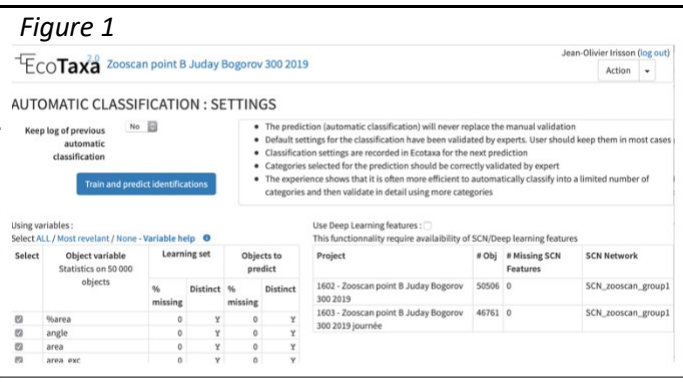 Figure 1
EcoTaxa 2.0 Zooscan point B Juday Bogorov 300 2019
Jean-Olivier Irisson (log out)
Action
AUTOMATIC CLASSIFICATION : SETTINGS
Keep log of previous
automatic
classification
No
Train and predict identifications
• The prediction (automatic classification) will never replace the manual validation
• Default settings for the classification have been validated by experts. User should keep them in most cases
• Classification settings are recorded in Ecotaxa for the next prediction
• Categories selected for the prediction should be correctly validated by expert
• The experience shows that it is often more efficient to automatically classify into a limited number of
categories and then validate in detail using more categories
Using variables :
Select ALL / Most revelant / None - Variable help
Select Object variable Learning set Objects to
Statistics on 50 000 predict
objects % Distinct % Distinct
missing missing
%area 0 Y 0 Y
angle 0 Y 0 Y
area 0 Y 0 Y
area_exc 0 Y 0 Y
Use Deep Learning features :
This functionnality require availibility of SCN/Deep learning features
Project # Obj # Missing SCN SCN Network
Features
1602 - Zooscan point B Juday Bogorov 50506 0 SCN_zooscan_group1
300 2019
1603 - Zooscan point B Juday Bogorov 46761 0 SCN_zooscan_group1
300 2019 journée